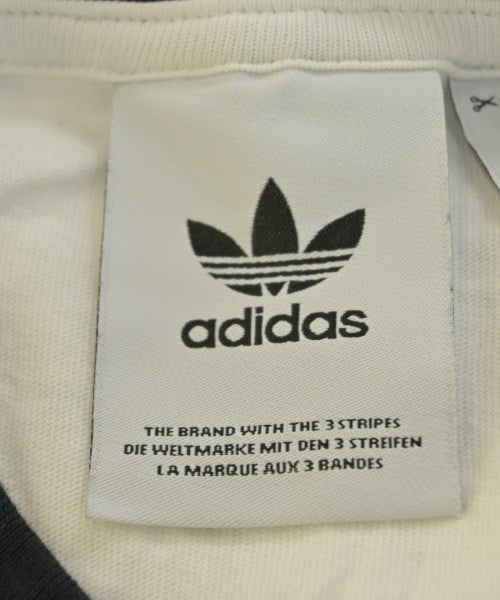 adidas
THE BRAND WITH THE 3 STRIPES
DIE WELTMARKE MIT DEN 3 STREIFEN
LA MARQUE AUX 3 BANDES